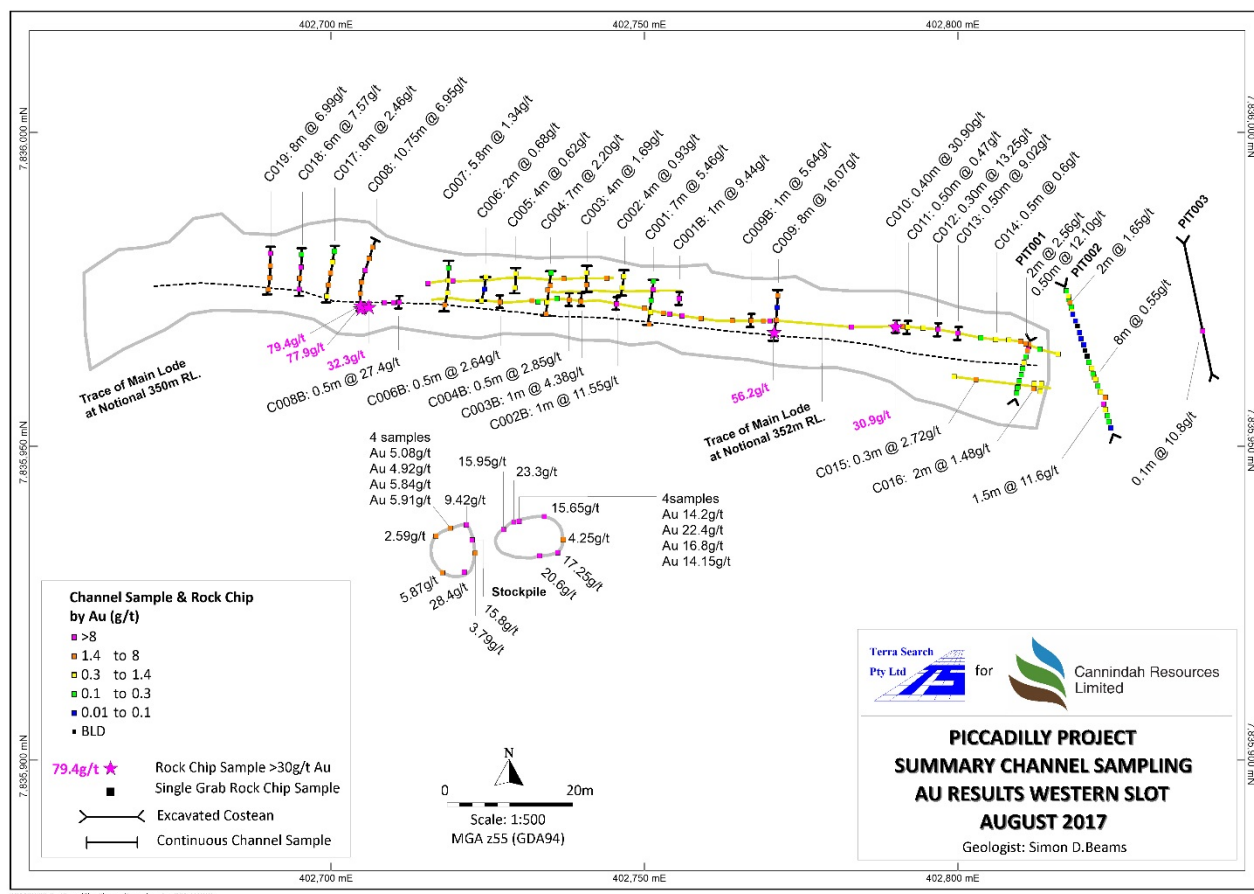 402,700 mE
402,750 mE
402,800 mE
7,836,000 mN
7,836,000 mN
7,835,950 mN
7,835,950 mN
7,835,900 mN
7,835,900 mN
C019: 8m @ 6.99g/t
C018: 6m @ 7.57g/t
C017: 8m @ 2.46g/t
C008: 10.75m @ 6.95g/t
C007: 5.8m @ 1.34g/t
C006: 2m @ 0.68g/t
C005: 4m @ 0.62g/t
C004: 7m @ 2.20g/t
C003: 4m @ 1.69g/t
C002: 4m @ 0.93g/t
C001: 7m @ 5.46g/t
C001B: 1m @ 9.44g/t
C009B: 1m @ 5.64g/t
C009: 8m @ 16.07g/t
C010: 0.40m @ 30.90g/t
C011: 0.50m @ 0.47g/t
C012: 0.30m @ 13.25g/t
C013: 0.50m @ 9.02g/t
C014: 0.5m @ 0.6g/t
PIT001
2m @ 2.56g/t
0.50m @ 12.10g/t
PIT002
2m @ 1.65g/t
PIT003
8m @ 0.55g/t
79.4g/t
77.9g/t
32.3g/t
C008B: 0.5m @ 27.4g/t
C006B: 0.5m @ 2.64g/t
C004B: 0.5m @ 2.85g/t
C003B: 1m @ 4.38g/t
C002B: 1m @ 11.55g/t
56.2g/t
30.9g/t
Trace of Main Lode
at Notional 350m RL.
Trace of Main Lode
at Notional 352m RL.
C015: 0.3m @ 2.72g/t
C016: 2m @ 1.48g/t
1.5m @ 11.6g/t
0.1m @ 10.8g/t
4 samples
Au 5.08g/t
Au 4.92g/t
Au 5.84g/t
Au 5.91g/t
9.42g/t
2.59g/t
5.87g/t
28.4g/t
15.8g/t
3.79g/t
Stockpile
15.95g/t
23.3g/t
15.65g/t
4.25g/t
17.25g/t
20.6g/t
4samples
Au 14.2g/t
Au 22.4g/t
Au 16.8g/t
Au 14.15g/t
Channel Sample & Rock Chip
by Au (g/t)
>8
1.4 to 8
0.3 to 1.4
0.1 to 0.3
0.01 to 0.1
BLD
79.4g/t Rock Chip Sample >30g/t Au
Single Grab Rock Chip Sample
Excavated Costean
Continuous Channel Sample
N
0 20m
Scale: 1:500
MGA z55 (GDA94)
Terra Search
Pty Ltd
for
Cannindah Resources
Limited
PICCADILLY PROJECT
SUMMARY CHANNEL SAMPLING
AU RESULTS WESTERN SLOT
AUGUST 2017
Geologist: Simon D.Beams